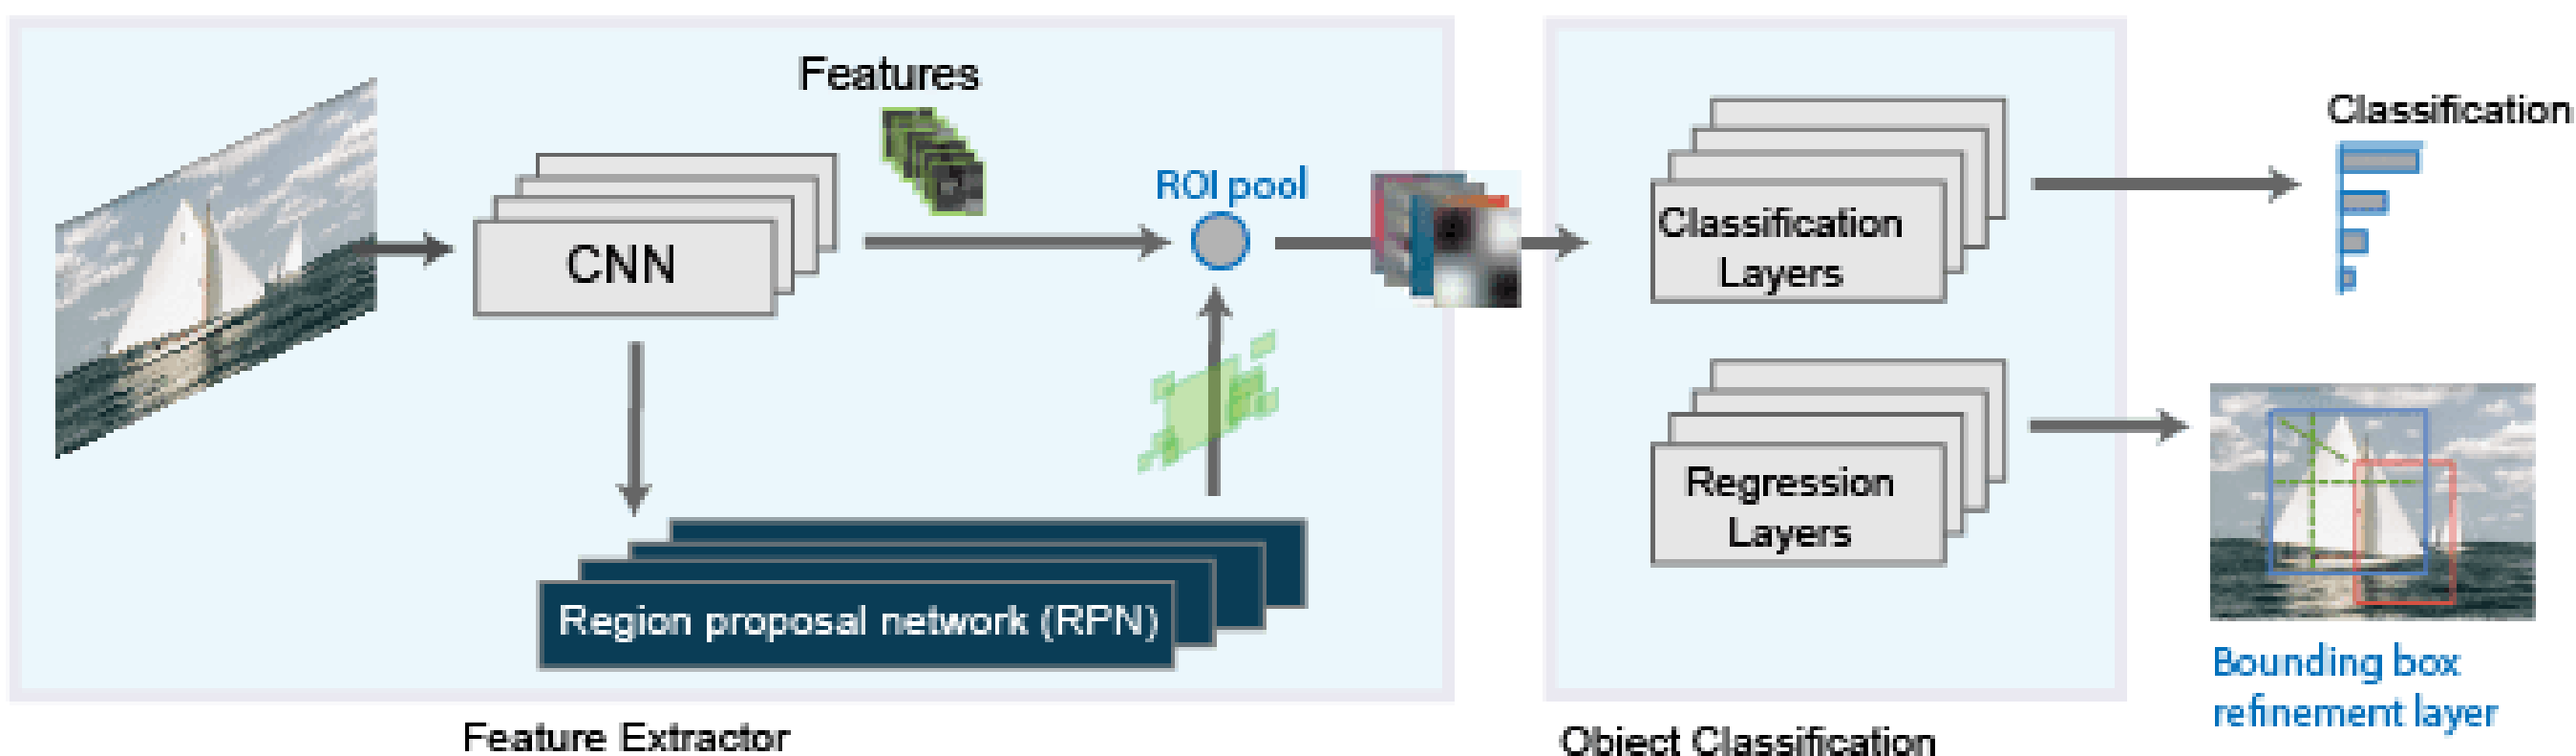 Features
CNN
ROI pool
Region proposal network (RPN)
Feature Extractor
Classification
Layers
Regression
Layers
Object Classification
Classification
Bounding box
refinement layer